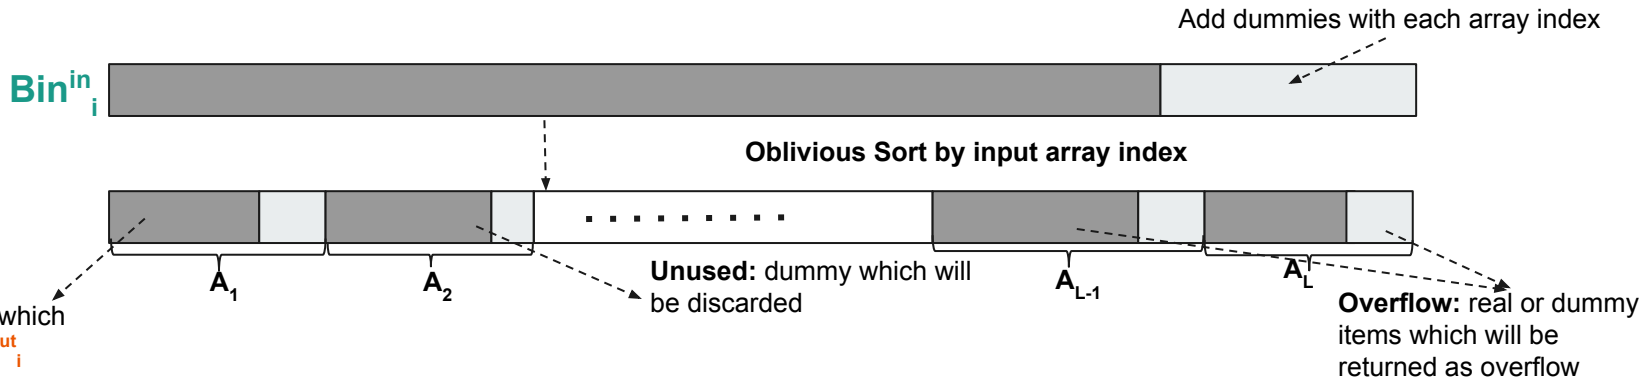 Add dummies with each array index
Bin^in_i
Oblivious Sort by input array index
A_1
A_2
Unused: dummy which will
be discarded
A_L-1
A_L
Overflow: real or dummy
items which will be
returned as overflow
which
ut
i